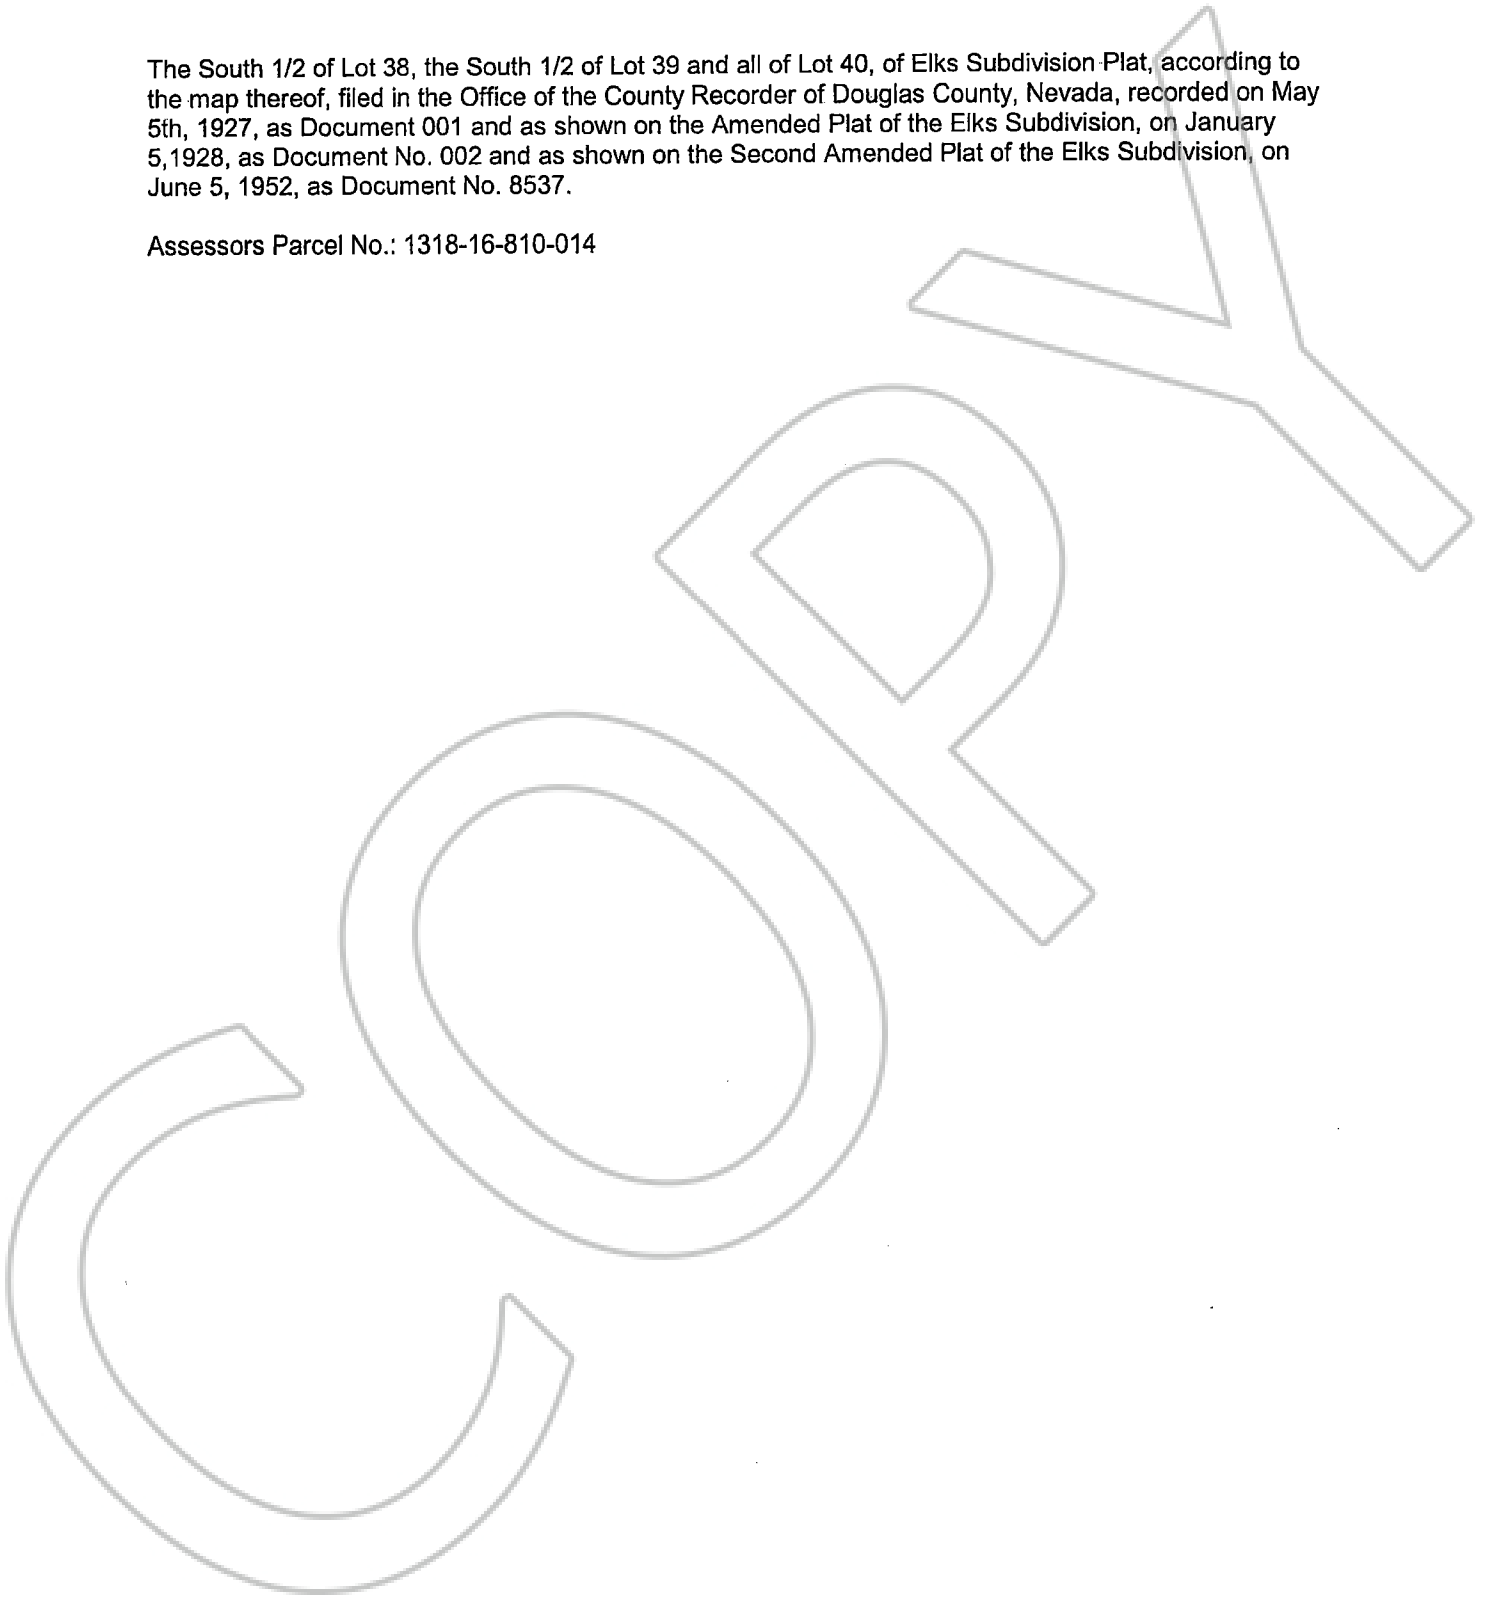 The South 1/2 of Lot 38, the South 1/2 of Lot 39 and all of Lot 40, of Elks Subdivision Plat, according to
the map thereof, filed in the Office of the County Recorder of Douglas County, Nevada, recorded on May
5th, 1927, as Document 001 and as shown on the Amended Plat of the Elks Subdivision, on January
5,1928, as Document No. 002 and as shown on the Second Amended Plat of the Elks Subdivision, on
June 5, 1952, as Document No. 8537.
Assessors Parcel No.: 1318-16-810-014
COPY